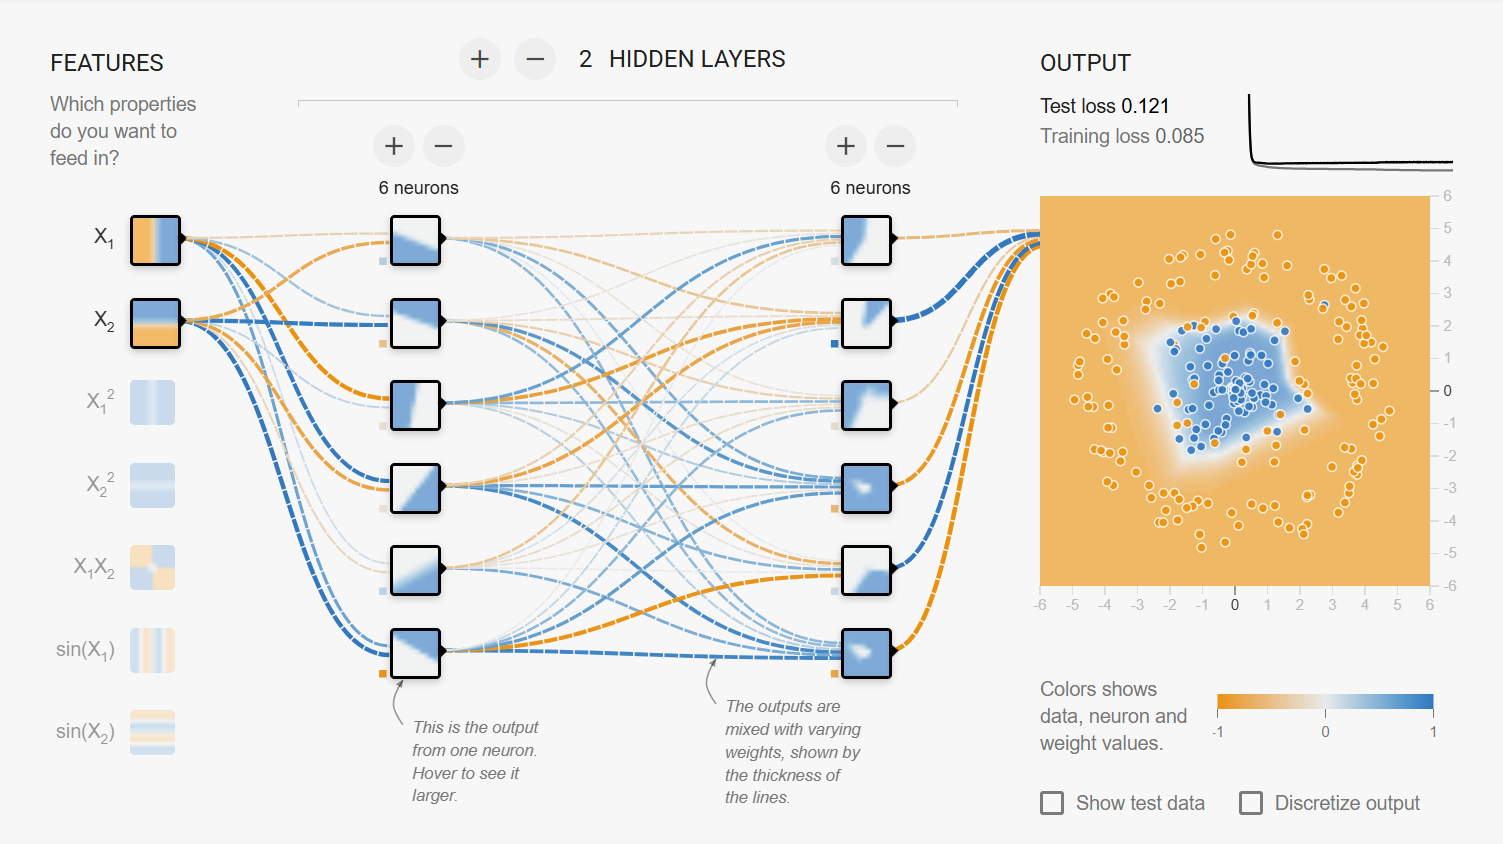 FEATURES
Which properties
do you want to
feed in?
+
−
2 HIDDEN LAYERS
+
−
6 neurons
+
−
6 neurons
X1
X2
X1²
X2²
X1X2
sin(X1)
sin(X2)
This is the output
from one neuron.
Hover to see it
larger.
The outputs are
mixed with varying
weights, shown by
the thickness of
the lines.
OUTPUT
Test loss 0.121
Training loss 0.085
6
5
4
3
2
1
0
-1
-2
-3
-4
-5
-6
-6 -5 -4 -3 -2 -1 0 1 2 3 4 5 6
Colors shows
data, neuron and
weight values.
-1 0 1
Show test data
Discretize output